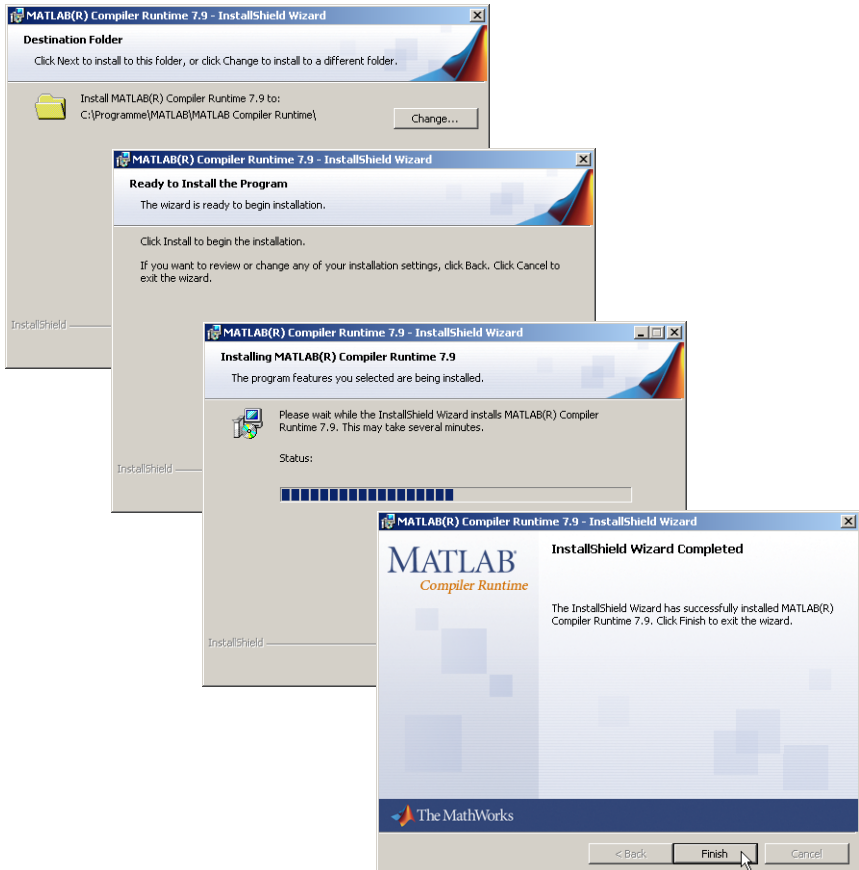 MATLAB(R) Compiler Runtime 7.9 - InstallShield Wizard
Destination Folder
Click Next to install to this folder, or click Change to install to a different folder.
Install MATLAB(R) Compiler Runtime 7.9 to:
C:\Programme\MATLAB\MATLAB Compiler Runtime\
Change...
InstallShield
MATLAB(R) Compiler Runtime 7.9 - InstallShield Wizard
Ready to Install the Program
The wizard is ready to begin installation.
Click Install to begin the installation.
If you want to review or change any of your installation settings, click Back. Click Cancel to
exit the wizard.
InstallShield
MATLAB(R) Compiler Runtime 7.9 - InstallShield Wizard
Installing MATLAB(R) Compiler Runtime 7.9
The program features you selected are being installed.
Please wait while the InstallShield Wizard installs MATLAB(R) Compiler
Runtime 7.9. This may take several minutes.
Status:
InstallShield
MATLAB(R) Compiler Runtime 7.9 - InstallShield Wizard
MATLAB®
Compiler Runtime
InstallShield Wizard Completed
The InstallShield Wizard has successfully installed MATLAB(R)
Compiler Runtime 7.9. Click Finish to exit the wizard.
The MathWorks
< Back
Finish
Cancel